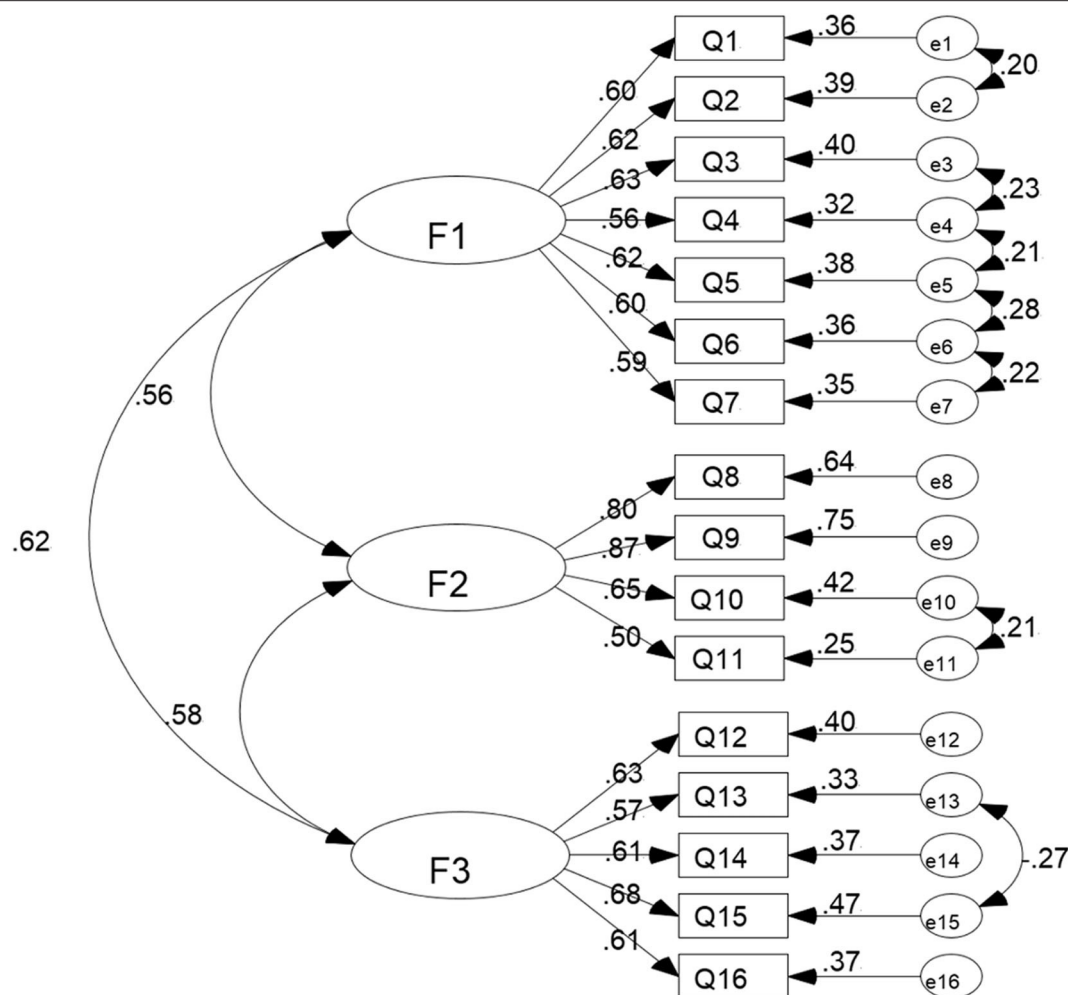 Q1 .36 e1
.20
.60 Q2 .39 e2
.62 Q3 .40 e3
.63 .23
F1 .56 Q4 .32 e4
.62 .21
Q5 .38 e5
.60 .28
Q6 .36 e6
.59 .22
.56 Q7 .35 e7
Q8 .64 e8
.80
.62 .87 Q9 .75 e9
F2 .65 Q10 .42 e10
.50 .21
Q11 .25 e11
.58 Q12 .40 e12
.63
.57 Q13 .33 e13
F3 .61 Q14 .37 e14 -.27
.68 Q15 .47 e15
.61
Q16 .37 e16